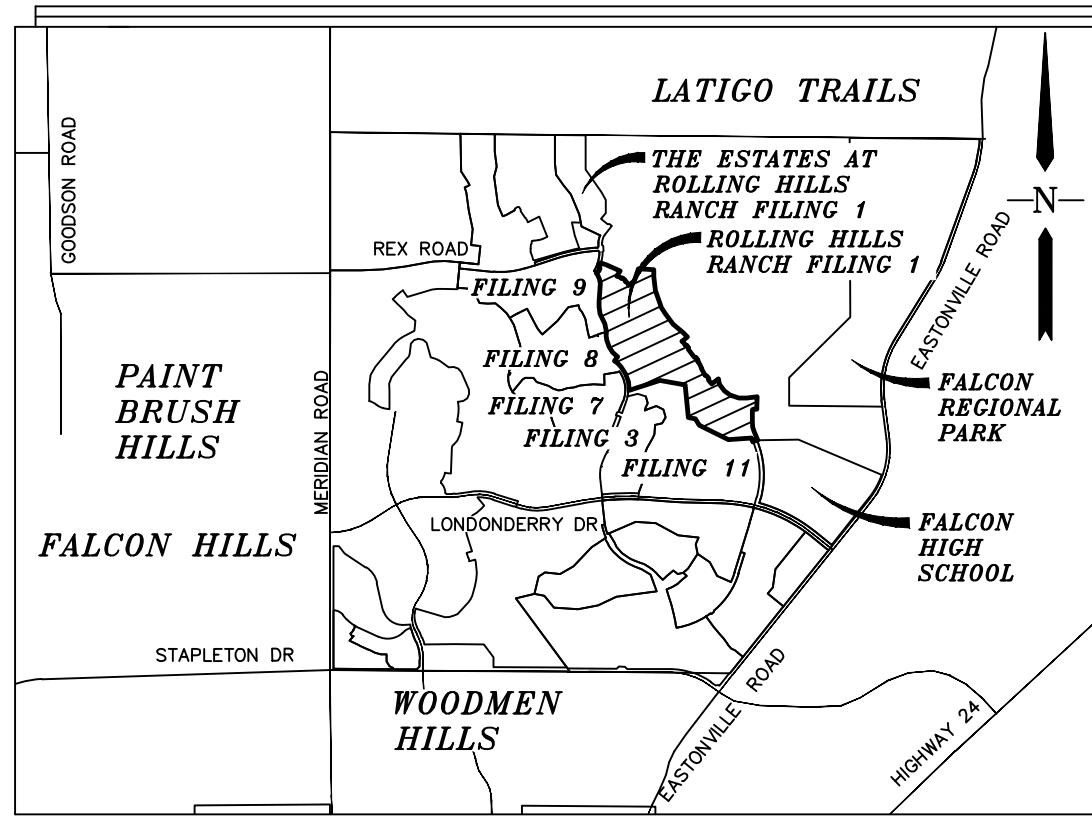 LATIGO TRAILS
GOODSON ROAD
THE ESTATES AT
ROLLING HILLS
RANCH FILING 1
N
REX ROAD
ROLLING HILLS
RANCH FILING 1
EASTONVILLE ROAD
FILING 9
FILING 8
PAINT
BRUSH
HILLS
MERIDIAN ROAD
FILING 7
FALCON
REGIONAL
PARK
FILING 3
FILING 11
LONDONDERRY DR
FALCON
HIGH
SCHOOL
FALCON HILLS
STAPLETON DR
WOODMEN
HILLS
EASTONVILLE ROAD
HIGHWAY 24